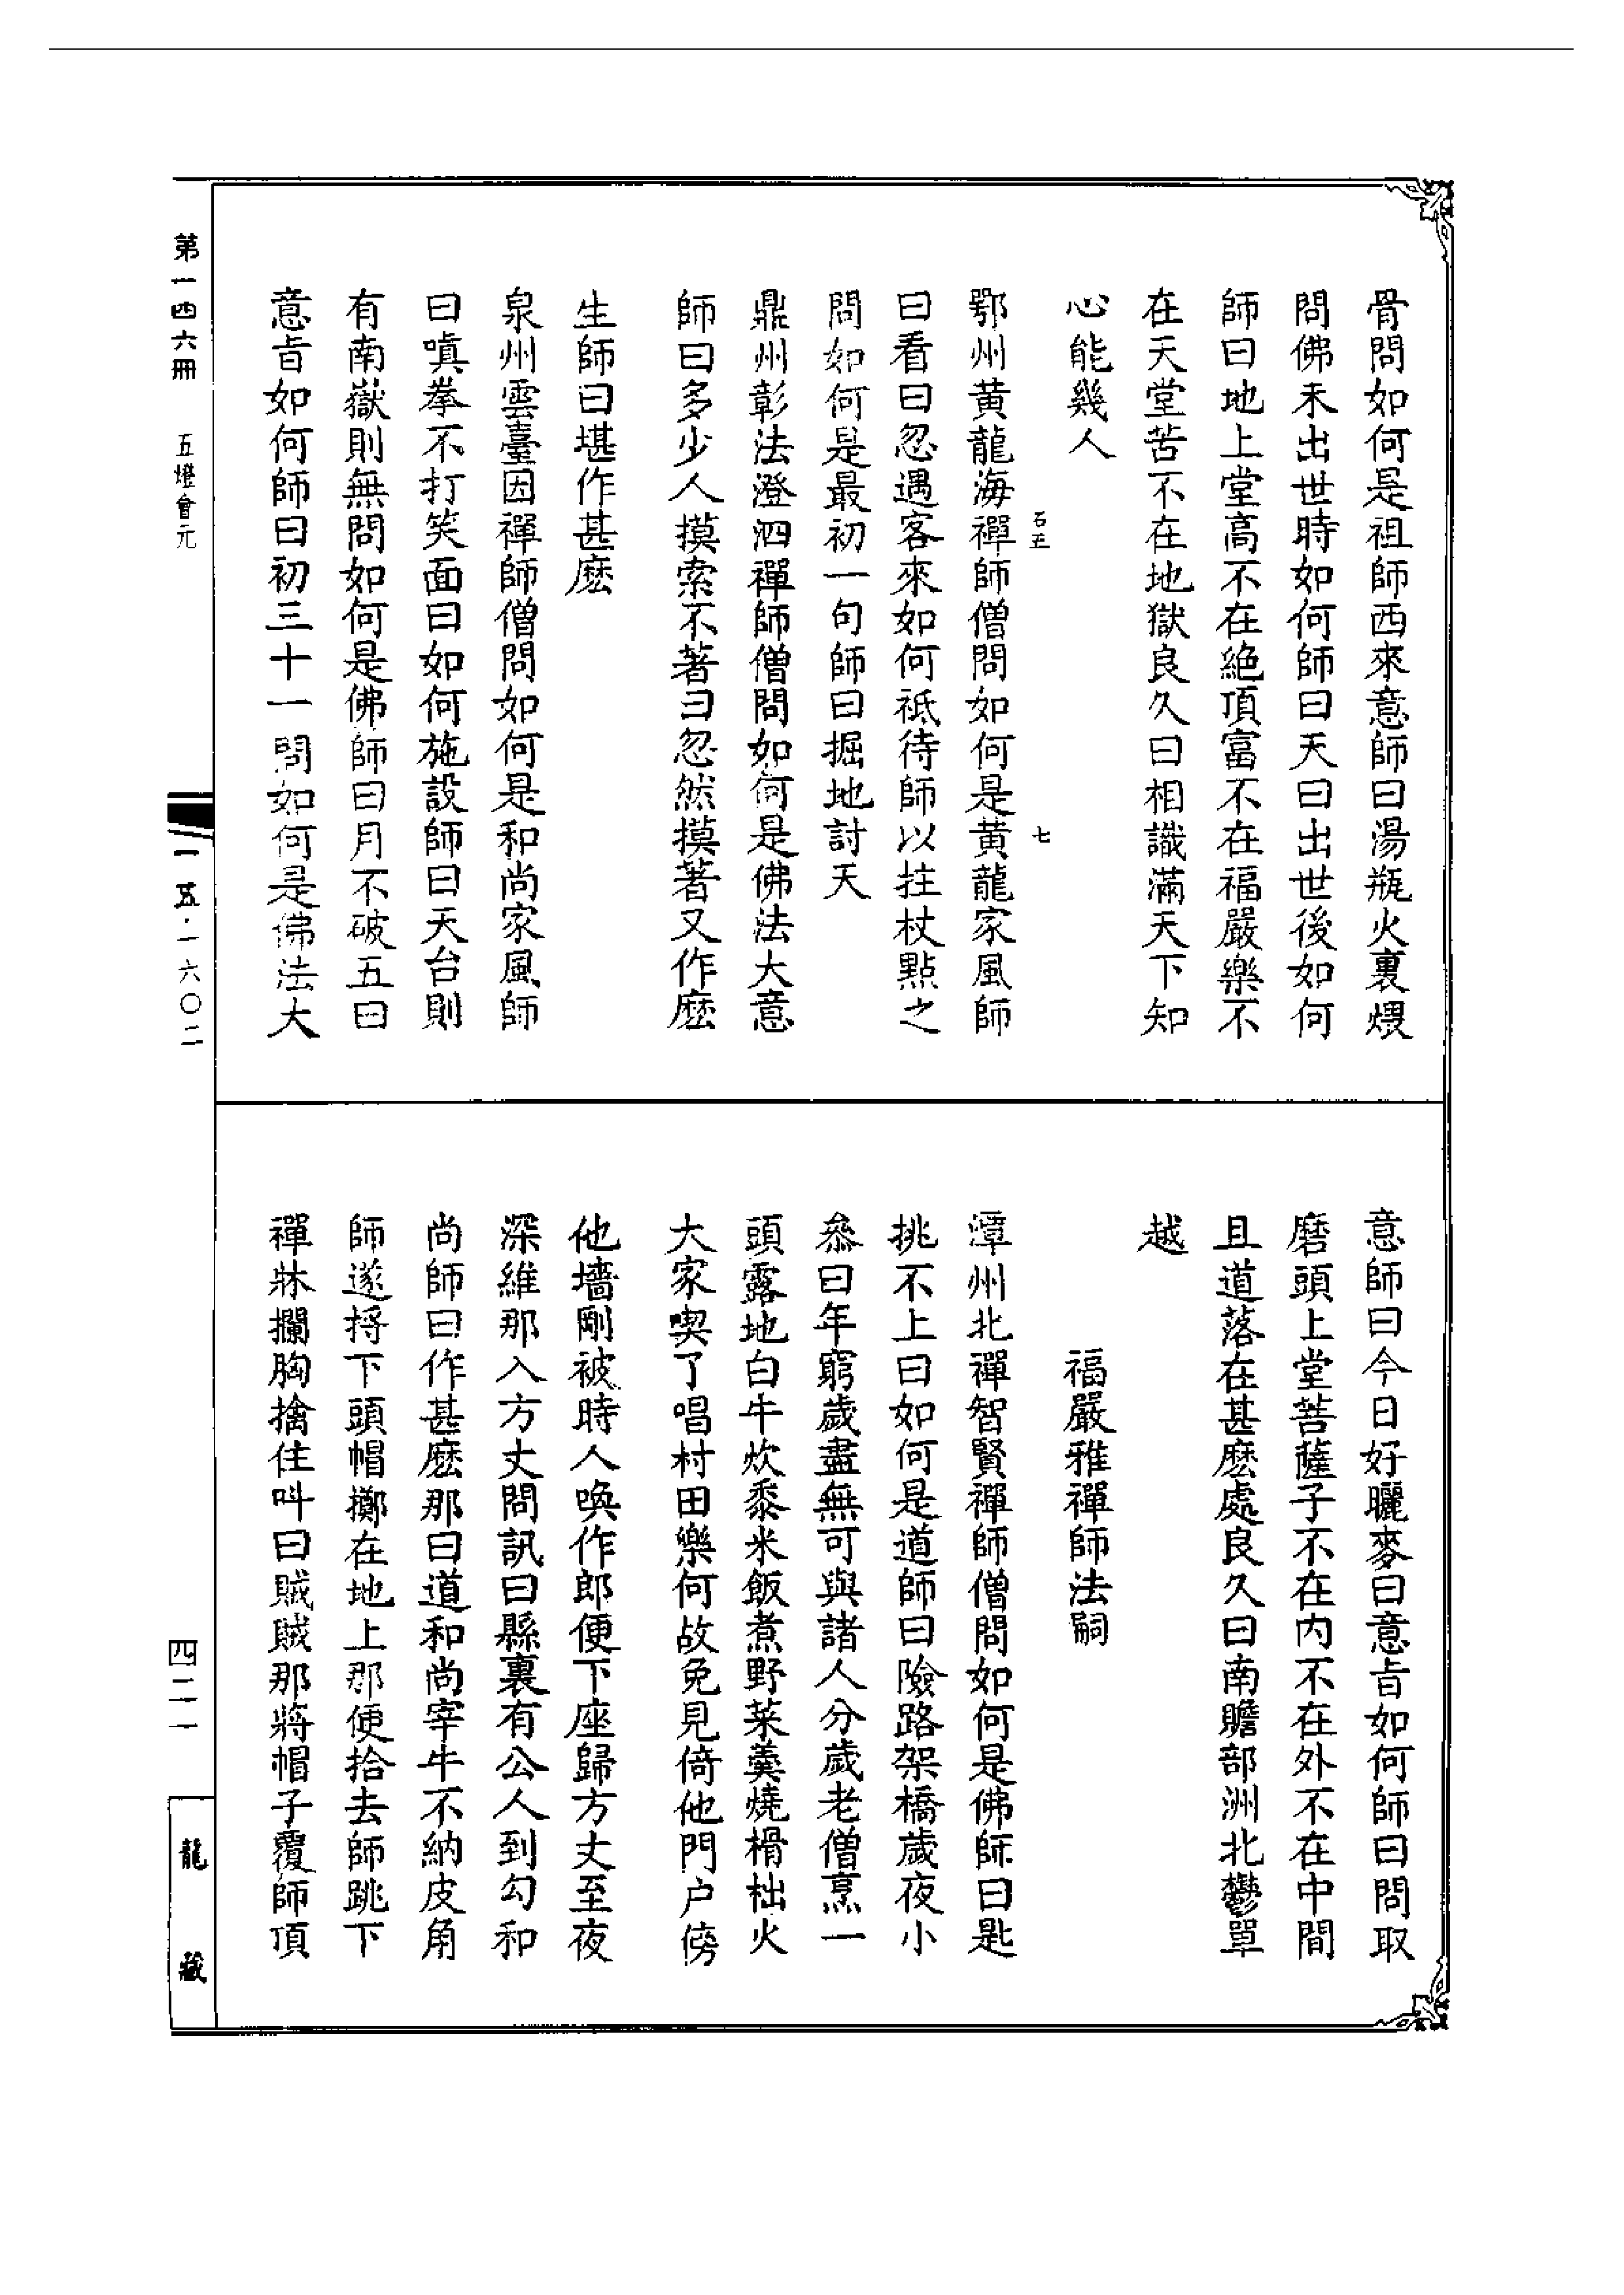 骨問如何是祖師西來意師曰湯瓶火裏煨
問佛未出世時如何師曰天曰出世後如何
師曰地上堂高不在絶頂富不在福嚴樂不
在天堂苦不在地獄良久曰相識滿天下知
心能幾人
石五 七
鄂州黄龍海禪師僧問如何是黄龍家風師
曰看曰忽遇客來如何祗待師以拄杖㸃之
問如何是最初一句師曰掘地討天
鼎州彰法澄泗禪師僧問如何是佛法大意
師曰多少人摸索不著曰忽然摸著又作麽
生師曰堪作甚麽
泉州雲臺因禪師僧問如何是和尚家風師
曰嗔拳不打笑面曰如何施設師曰天台則
有南嶽則無問如何是佛師曰月不破五曰
意㫖如何師曰初三十一問如何是佛法大
意師曰今日好曬麥曰意㫖如何師曰問取
磨頭上堂菩薩子不在内不在外不在中間
且道落在甚麽處良久曰南贍部洲北鬱單
越
福嚴雅禪師法嗣
潭州北禪智賢禪師僧問如何是佛師曰匙
挑不上曰如何是道師曰險路架橋歲夜小
叅曰年窮歲盡無可與諸人分歲老僧烹一
頭露地白牛炊黍米飯煮野菜羹燒榾柮火
大家喫了唱村田樂何故免見倚他門户傍
他墻剛被時人喚作郎便下座歸方丈至夜
深維那入方丈問訊曰縣裏有公人到勾和
尚師曰作甚麽那曰道和尚宰牛不納皮角
師遂捋下頭帽擲在地上那便拾去師跳下
禪牀攔胸擒住呌曰賊賊那將帽子覆師頂
第一四六冊 五燈會元
一五·一六〇二
四二一
龍藏